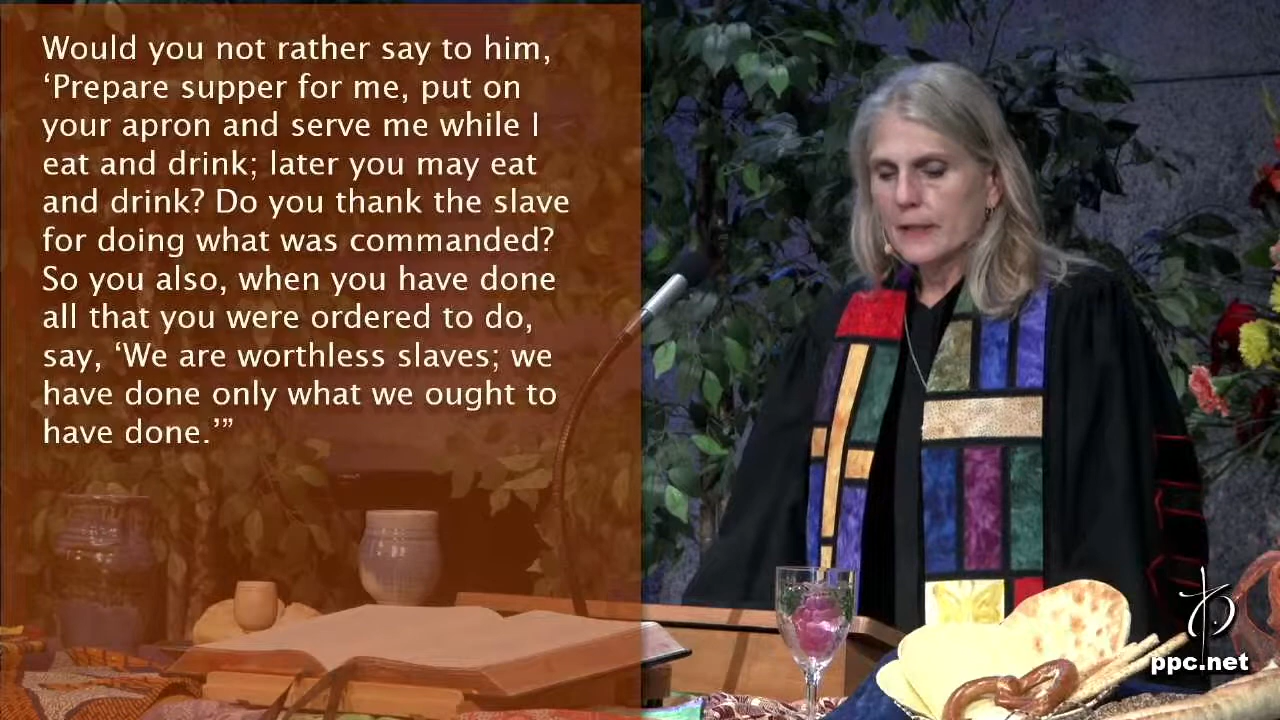 Would you not rather say to him,
‘Prepare supper for me, put on
your apron and serve me while I
eat and drink; later you may eat
and drink? Do you thank the slave
for doing what was commanded?
So you also, when you have done
all that you were ordered to do,
say, ‘We are worthless slaves; we
have done only what we ought to
have done.’”
ppc.net